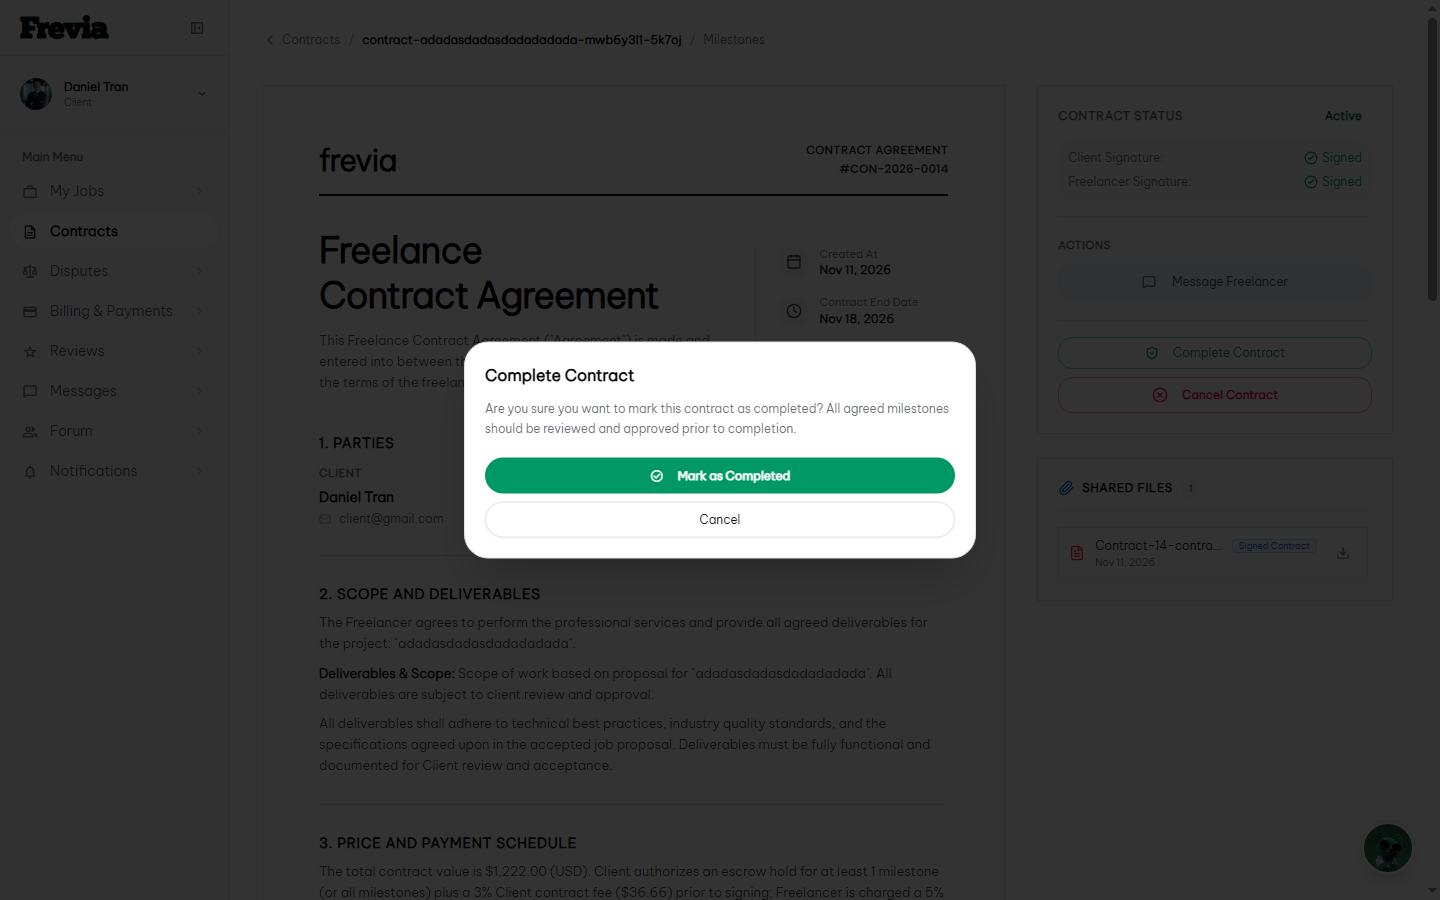 Frevia
Daniel Tran
Client
Main Menu
My Jobs
Contracts
Disputes
Billing & Payments
Reviews
Messages
Forum
Notifications
Contracts / contract-adadasdadasdadadadada-mwb6y3l1-5k7oj / Milestones
frevia
CONTRACT AGREEMENT
#CON-2026-0014
Freelance
Contract Agreement
Created At
Nov 11, 2026
Contract End Date
Nov 18, 2026
This Freelance Contract Agreement ("Agreement") is made and
entered into between
the terms of the freelan
Complete Contract
Are you sure you want to mark this contract as completed? All agreed milestones
should be reviewed and approved prior to completion.
Mark as Completed
Cancel
1. PARTIES
CLIENT
Daniel Tran
client@gmail.com
2. SCOPE AND DELIVERABLES
The Freelancer agrees to perform the professional services and provide all agreed deliverables for
the project: "adadasdadasdadadadada".
Deliverables & Scope: Scope of work based on proposal for "adadasdadasdadadadada". All
deliverables are subject to client review and approval.
All deliverables shall adhere to technical best practices, industry quality standards, and the
specifications agreed upon in the accepted job proposal. Deliverables must be fully functional and
documented for Client review and acceptance.
3. PRICE AND PAYMENT SCHEDULE
The total contract value is $1,222.00 (USD). Client authorizes an escrow hold for at least 1 milestone
(or all milestones) plus a 3% Client contract fee ($36.66) prior to signing; Freelancer is charged a 5%
CONTRACT STATUS
Active
Client Signature:
Signed
Freelancer Signature:
Signed
ACTIONS
Message Freelancer
Complete Contract
Cancel Contract
SHARED FILES 1
Contract-14-contra...
Signed Contract
Nov 11, 2026